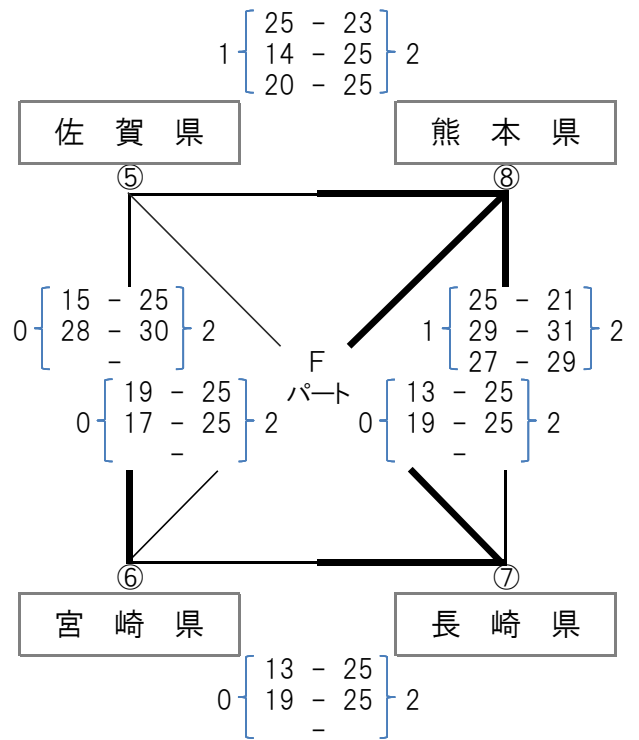 25 － 23
1 14 － 25 2
20 － 25
佐 賀 県 熊 本 県
⑤ ⑧
15 － 25 25 － 21
0 28 － 30 2 1 29 － 31 2
－ 27 － 29
F
パート
19 － 25 13 － 25
0 17 － 25 2 0 19 － 25 2
－ －
⑥ ⑦
宮 崎 県 長 崎 県
13 － 25
0 19 － 25 2
－